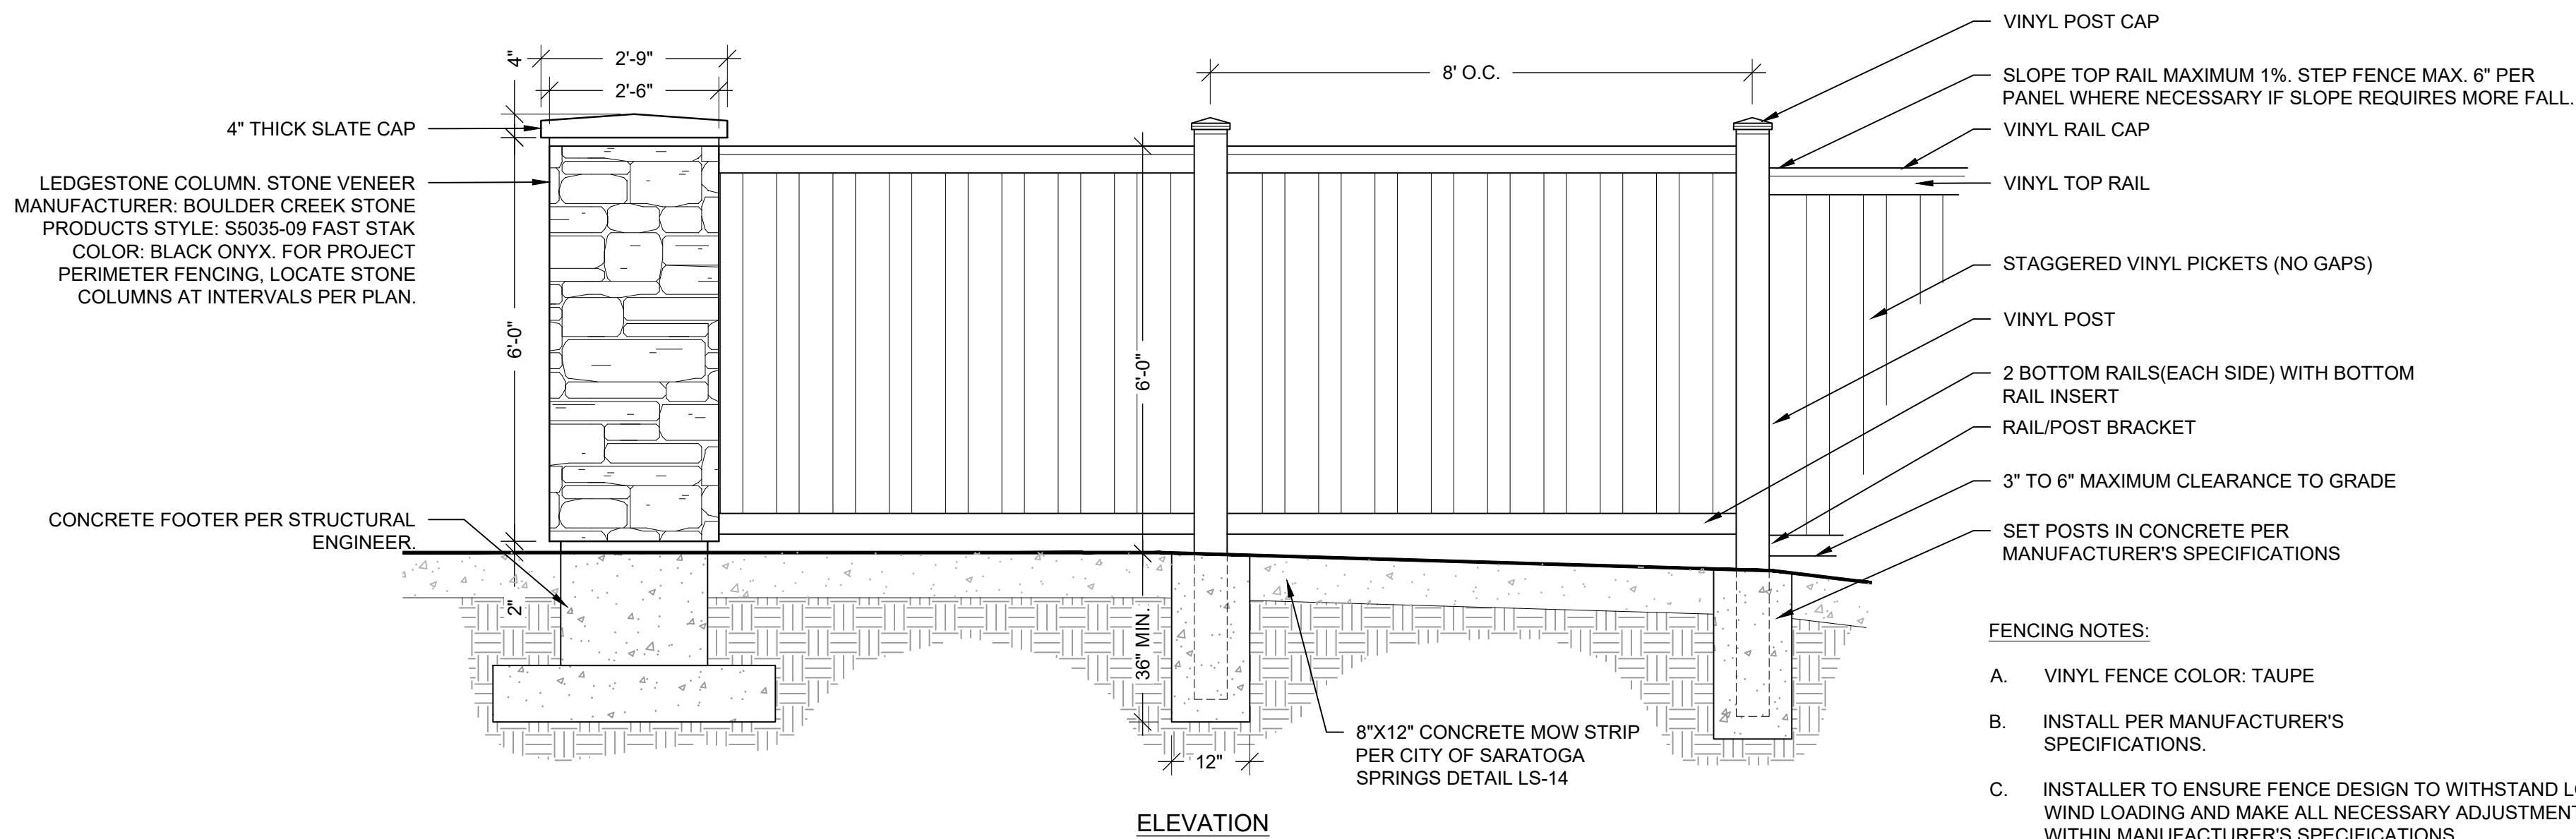 4"
2'-9"
2'-6"
8' O.C.
4" THICK SLATE CAP
LEDGESTONE COLUMN. STONE VENEER
MANUFACTURER: BOULDER CREEK STONE
PRODUCTS STYLE: S5035-09 FAST STAK
COLOR: BLACK ONYX. FOR PROJECT
PERIMETER FENCING, LOCATE STONE
COLUMNS AT INTERVALS PER PLAN.
CONCRETE FOOTER PER STRUCTURAL
ENGINEER.
6'-0"
2"
6'-0"
36" MIN.
12"
8"X12" CONCRETE MOW STRIP
PER CITY OF SARATOGA
SPRINGS DETAIL LS-14
ELEVATION
VINYL POST CAP
SLOPE TOP RAIL MAXIMUM 1%. STEP FENCE MAX. 6" PER
PANEL WHERE NECESSARY IF SLOPE REQUIRES MORE FALL.
VINYL RAIL CAP
VINYL TOP RAIL
STAGGERED VINYL PICKETS (NO GAPS)
VINYL POST
2 BOTTOM RAILS(EACH SIDE) WITH BOTTOM
RAIL INSERT
RAIL/POST BRACKET
3" TO 6" MAXIMUM CLEARANCE TO GRADE
SET POSTS IN CONCRETE PER
MANUFACTURER'S SPECIFICATIONS
FENCING NOTES:
A. VINYL FENCE COLOR: TAUPE
B. INSTALL PER MANUFACTURER'S
SPECIFICATIONS.
C. INSTALLER TO ENSURE FENCE DESIGN TO WITHSTAND
WIND LOADING AND MAKE ALL NECESSARY
WITHIN MANUFACTURER'S SPECIFICATIONS